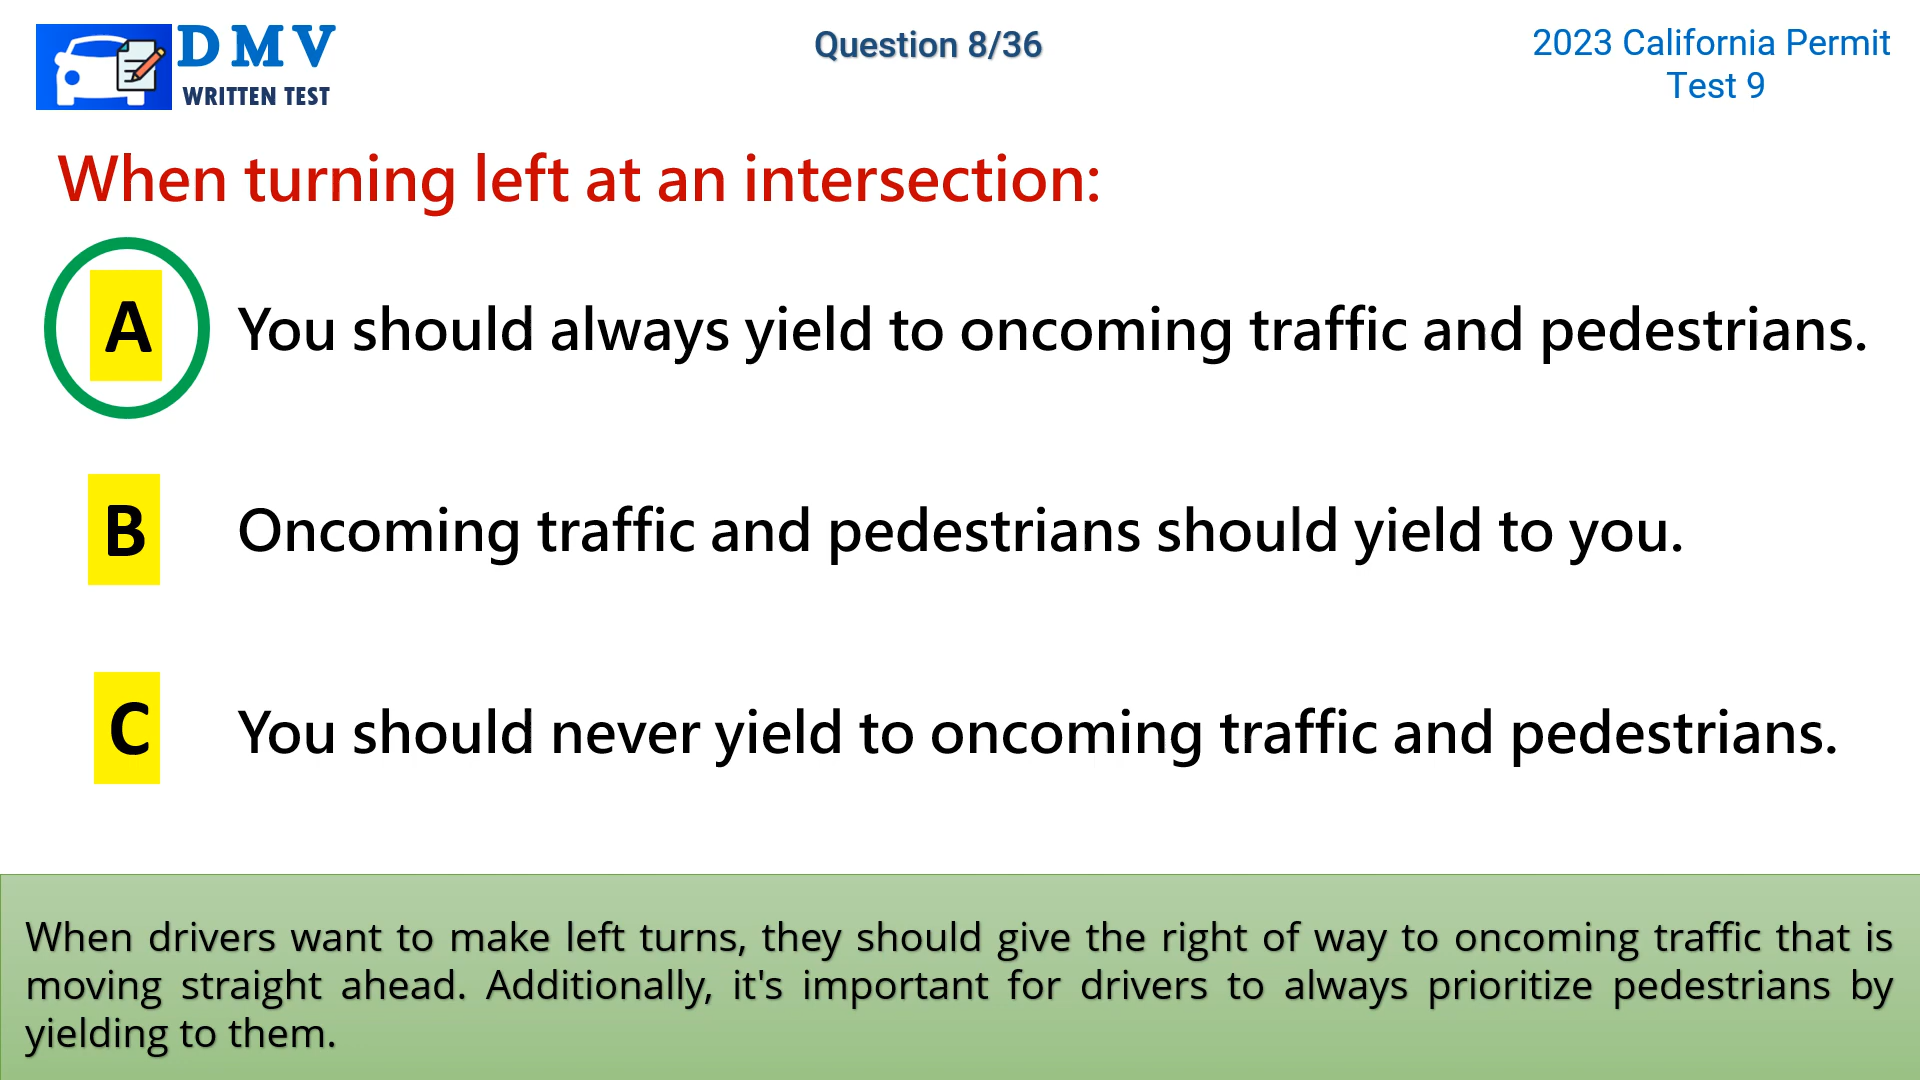 DMV
WRITTEN TEST
Question 8/36
2023 California Permit
Test 9
When turning left at an intersection:
A You should always yield to oncoming traffic and pedestrians.
B Oncoming traffic and pedestrians should yield to you.
C You should never yield to oncoming traffic and pedestrians.
When drivers want to make left turns, they should give the right of way to oncoming traffic that is
moving straight ahead. Additionally, it's important for drivers to always prioritize pedestrians by
yielding to them.